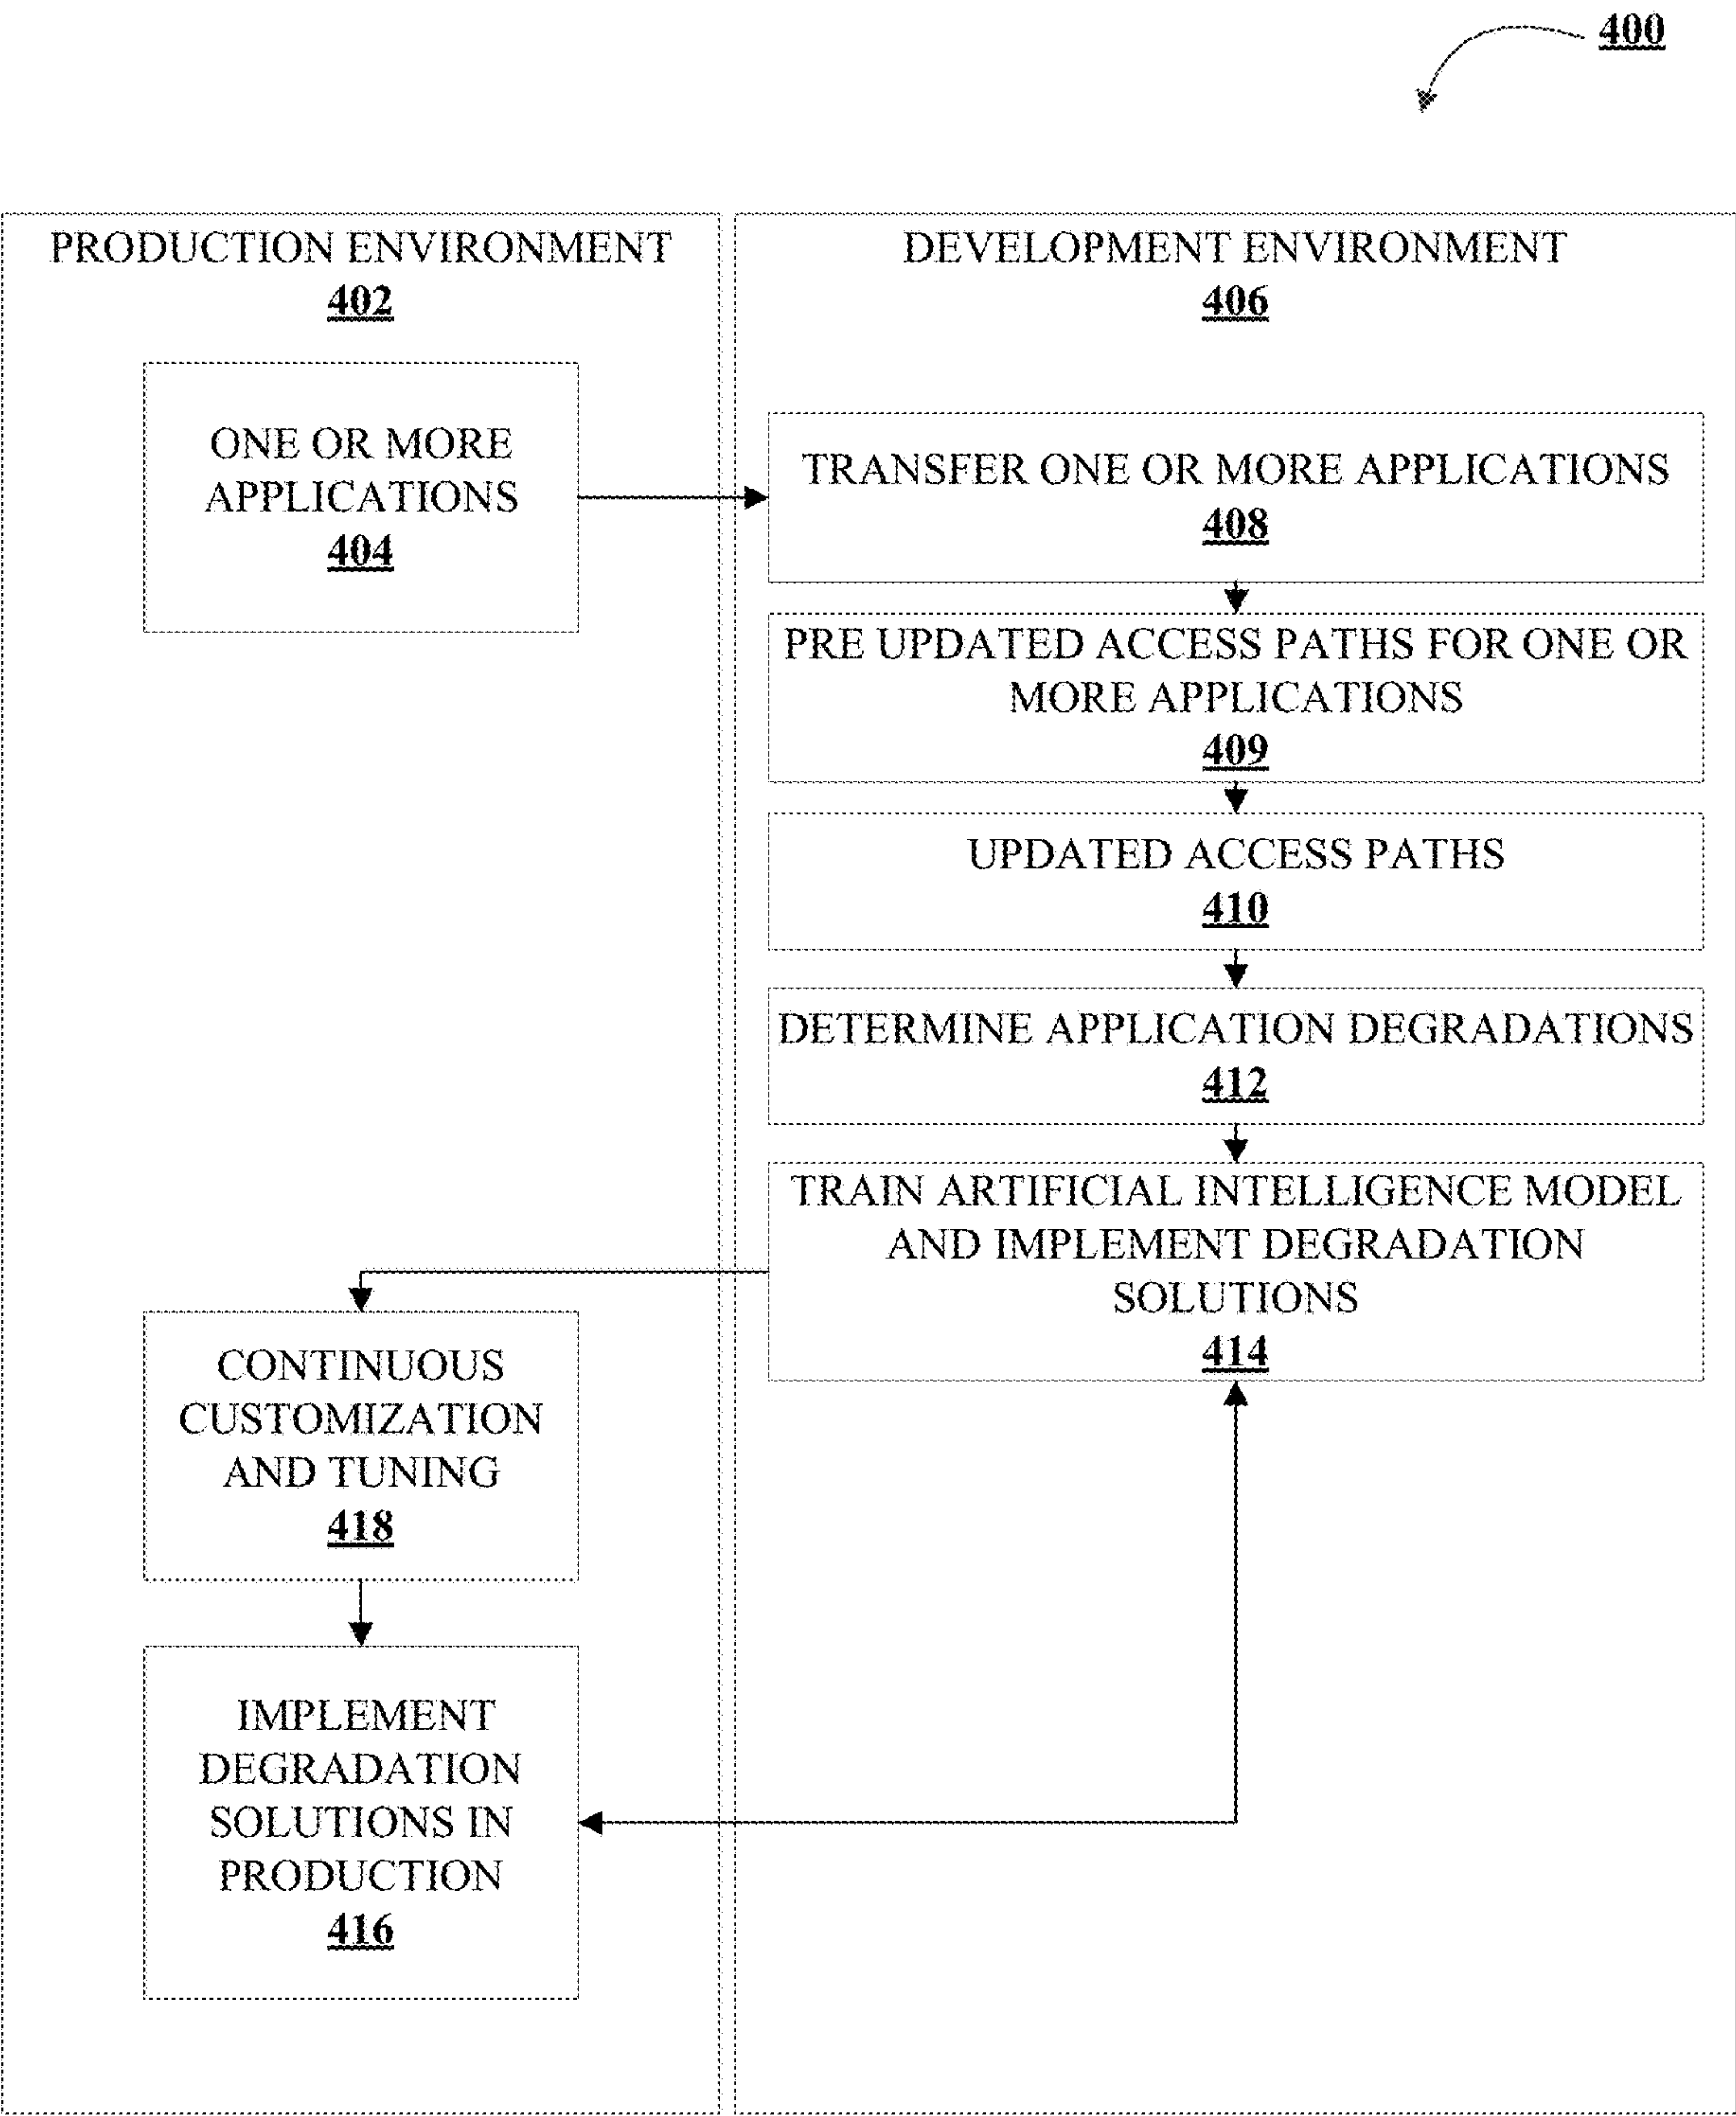 400
PRODUCTION ENVIRONMENT
402
ONE OR MORE
APPLICATIONS
404
DEVELOPMENT ENVIRONMENT
406
TRANSFER ONE OR MORE APPLICATIONS
408
PRE UPDATED ACCESS PATHS FOR ONE OR
MORE APPLICATIONS
409
UPDATED ACCESS PATHS
410
DETERMINE APPLICATION DEGRADATIONS
412
TRAIN ARTIFICIAL INTELLIGENCE MODEL
AND IMPLEMENT DEGRADATION
SOLUTIONS
414
CONTINUOUS
CUSTOMIZATION
AND TUNING
418
IMPLEMENT
DEGRADATION
SOLUTIONS IN
PRODUCTION
416